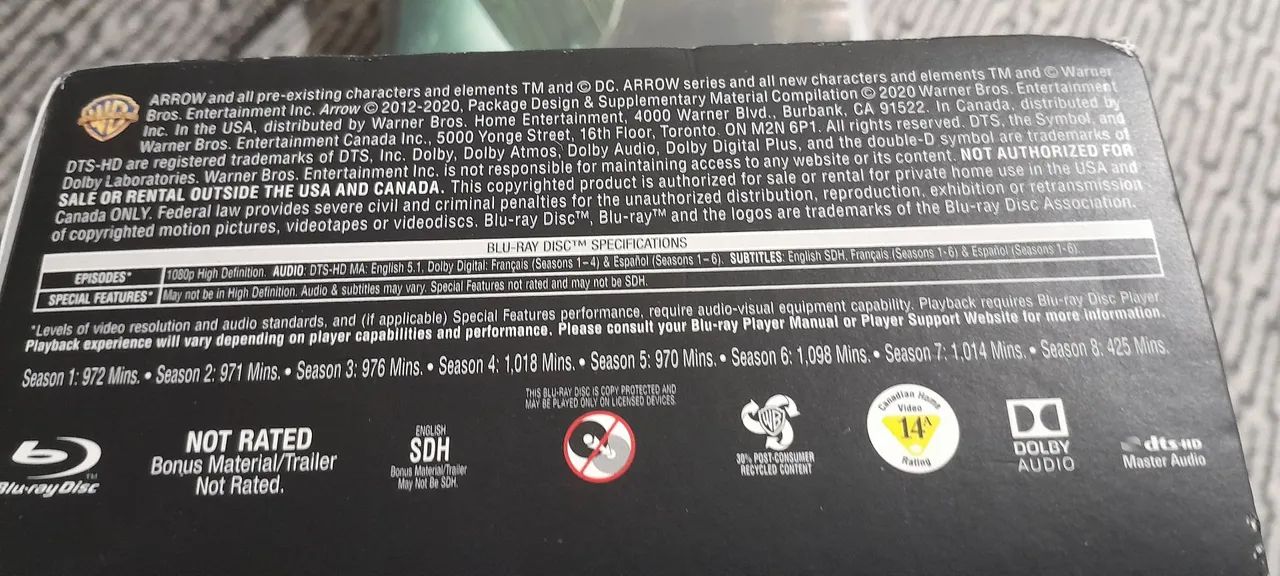 ARROW and all pre-existing characters and elements TM and © DC. ARROW series and all new characters and elements TM and © Warner
Bros. Entertainment Inc. Arrow © 2012-2020, Package Design & Supplementary Material Compilation © 2020 Warner Bros. Entertainment
Inc. In the USA, distributed by Warner Bros. Home Entertainment, 4000 Warner Blvd., Burbank, CA 91522. In Canada, distributed by
Warner Bros. Entertainment Canada Inc., 5000 Yonge Street, 16th Floor, Toronto, ON M2N 6P1. All rights reserved. DTS, the Symbol, and
DTS-HD are registered trademarks of DTS, Inc. Dolby, Dolby Atmos, Dolby Audio, Dolby Digital Plus, and the double-D symbol are trademarks of
Dolby Laboratories. Warner Bros. Entertainment Inc. is not responsible for maintaining access to any website or its content. NOT AUTHORIZED FOR
SALE OR RENTAL OUTSIDE THE USA AND CANADA. This copyrighted product is authorized for sale or rental for private home use in the USA and
Canada ONLY. Federal law provides severe civil and criminal penalties for the unauthorized distribution, reproduction, exhibition or retransmission
of copyrighted motion pictures, videotapes or videodiscs. Blu-ray Disc™, Blu-ray™ and the logos are trademarks of the Blu-ray Disc Association.
BLU-RAY DISC™ SPECIFICATIONS
EPISODES* 1080p High Definition. AUDIO: DTS-HD MA: English 5.1, Dolby Digital: Français (Seasons 1-4) & Español (Seasons 1-6). SUBTITLES: English SDH, Français (Seasons 1-6) & Español (Seasons 1-6).
SPECIAL FEATURES* May not be in High Definition. Audio & subtitles may vary. Special Features not rated and may not be SDH.
*Levels of video resolution and audio standards, and (if applicable) Special Features performance, require audio-visual equipment capability. Playback requires Blu-ray Disc Player.
Playback experience will vary depending on player capabilities and performance. Please consult your Blu-ray Player Manual or Player Support Website for more information.
Season 1: 972 Mins. • Season 2: 971 Mins. • Season 3: 976 Mins. • Season 4: 1,018 Mins. • Season 5: 970 Mins. • Season 6: 1,098 Mins. • Season 7: 1,014 Mins. • Season 8: 425 Mins.
Blu-ray Disc™
NOT RATED
Bonus Material/Trailer
Not Rated.
ENGLISH
SDH
Bonus Material/Trailer
May Not Be SDH.
THIS BLU-RAY DISC IS COPY PROTECTED AND
MAY BE PLAYED ONLY ON LICENSED DEVICES.
WB
30% POST-CONSUMER
RECYCLED CONTENT
Canadian Home
Video
14A
Rating
DOLBY
AUDIO
dts-HD
Master Audio